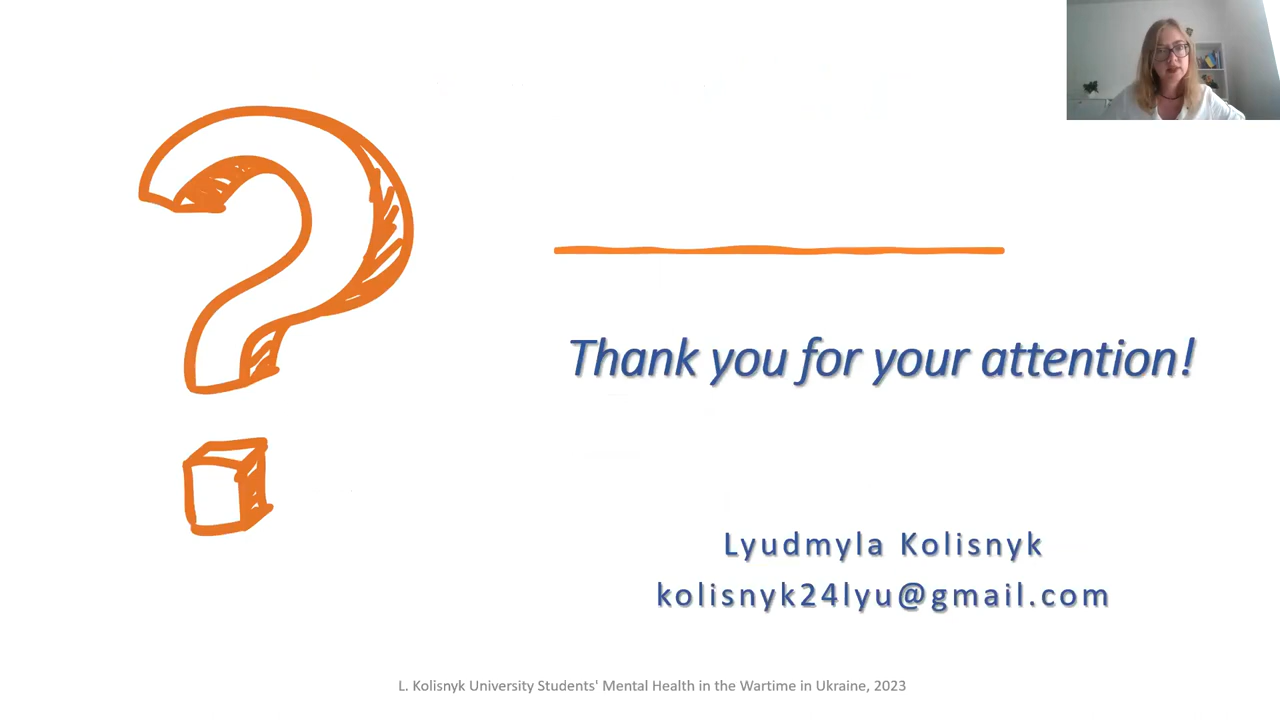 Thank you for your attention!
Lyudmyla Kolisnyk
kolisnyk24lyu@gmail.com
L. Kolisnyk University Students' Mental Health in the Wartime in Ukraine, 2023